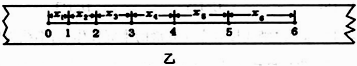 x₁ x₂ x₃ x₄ x₅ x₆
0 1 2 3 4 5 6
乙